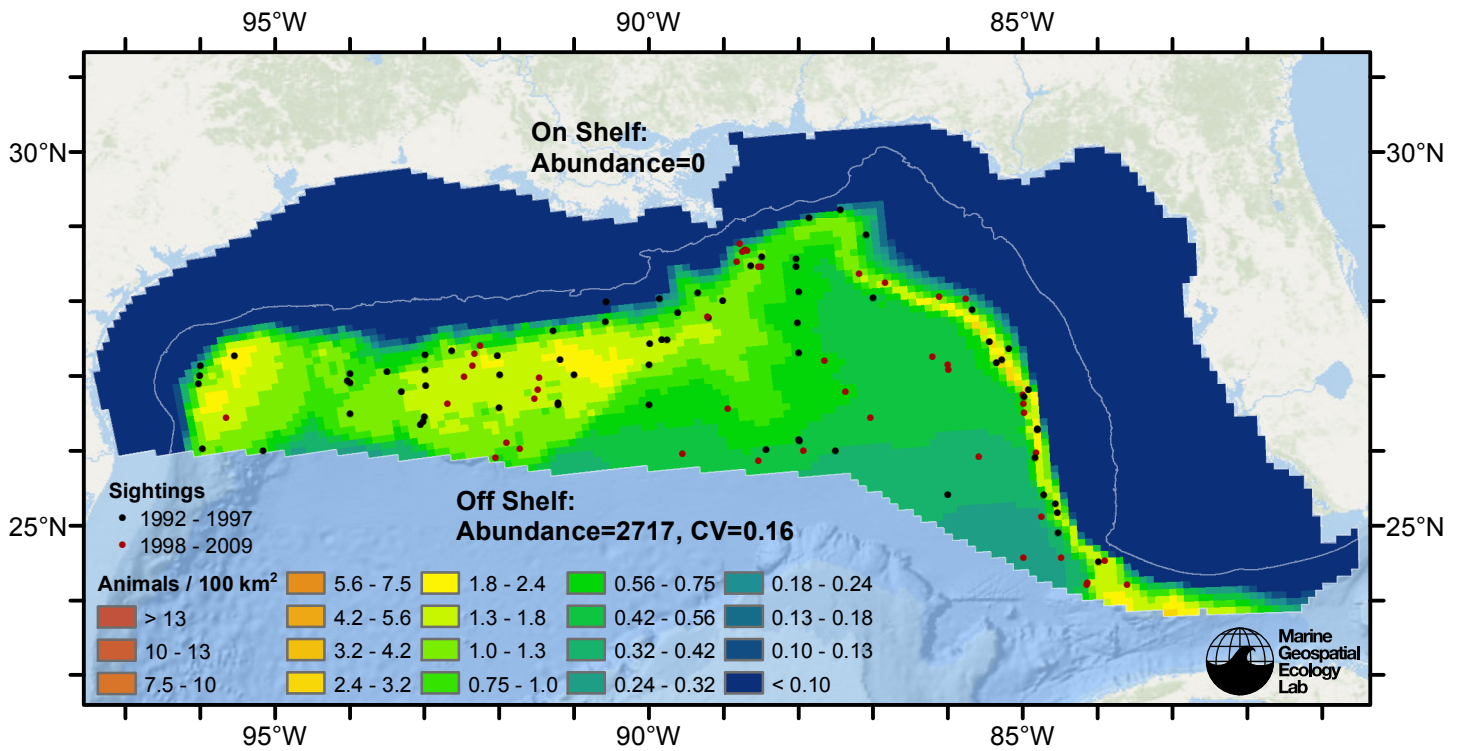 95°W 90°W 85°W
30°N 30°N
On Shelf:
Abundance=0
25°N 25°N
Sightings
1992 - 1997
1998 - 2009
Off Shelf:
Abundance=2717, CV=0.16
Animals / 100 km²
> 13
10 - 13
7.5 - 10
5.6 - 7.5
4.2 - 5.6
3.2 - 4.2
2.4 - 3.2
1.8 - 2.4
1.3 - 1.8
1.0 - 1.3
0.75 - 1.0
0.56 - 0.75
0.42 - 0.56
0.32 - 0.42
0.24 - 0.32
0.18 - 0.24
0.13 - 0.18
0.10 - 0.13
< 0.10
Marine
Geospatial
Ecology
Lab
95°W 90°W 85°W